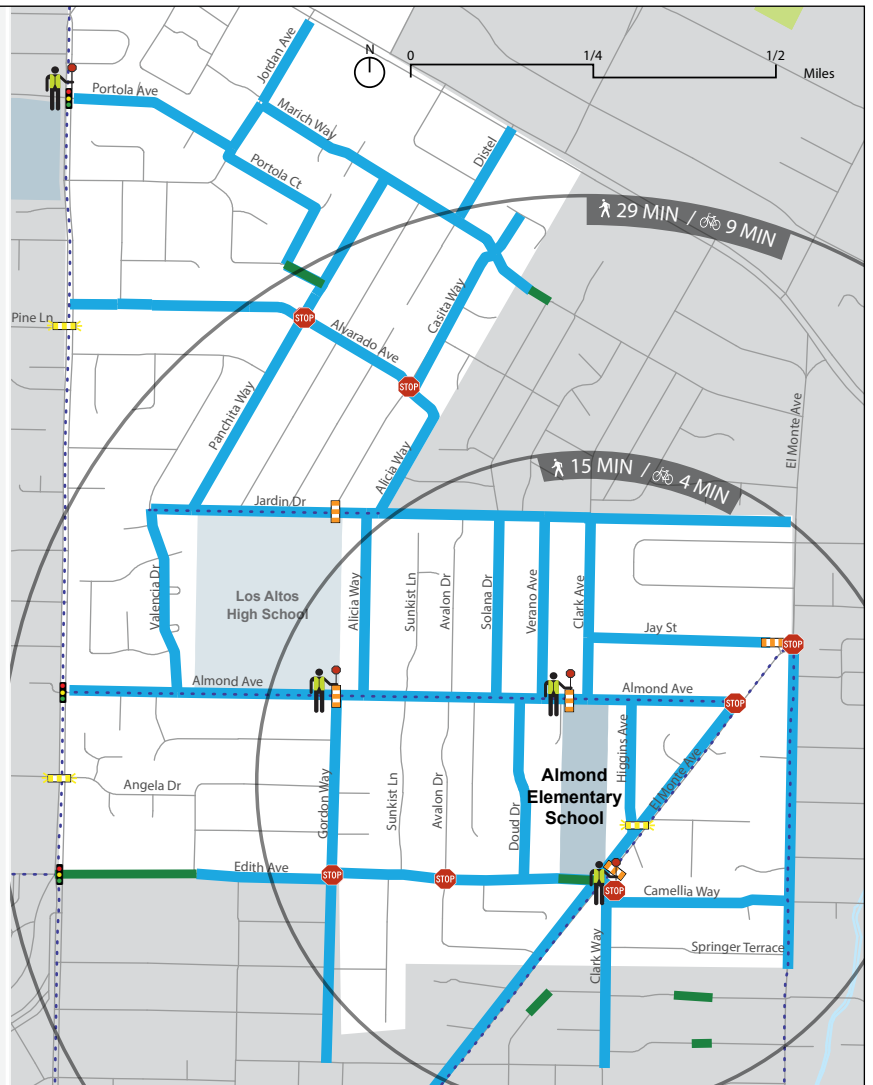 N
0
1/4
1/2
Miles
Jordan Ave
Portola Ave
Marich Way
Distel
Portola Ct
29 MIN / 9 MIN
Casita Way
Pine Ln
STOP
Alvarado Ave
STOP
El Monte Ave
Panchita Way
15 MIN / 4 MIN
Alicia Way
Jardin Dr
Valencia Dr
Los Altos
High School
Alicia Way
Sunkist Ln
Avalon Dr
Solana Dr
Verano Ave
Clark Ave
Jay St
STOP
Almond Ave
Almond Ave
STOP
Higgins Ave
El Monte Ave
Angela Dr
Gordon Way
Sunkist Ln
Avalon Dr
Doud Dr
Almond
Elementary
School
Edith Ave
STOP
STOP
STOP
Camellia Way
Clark Way
Springer Terrace